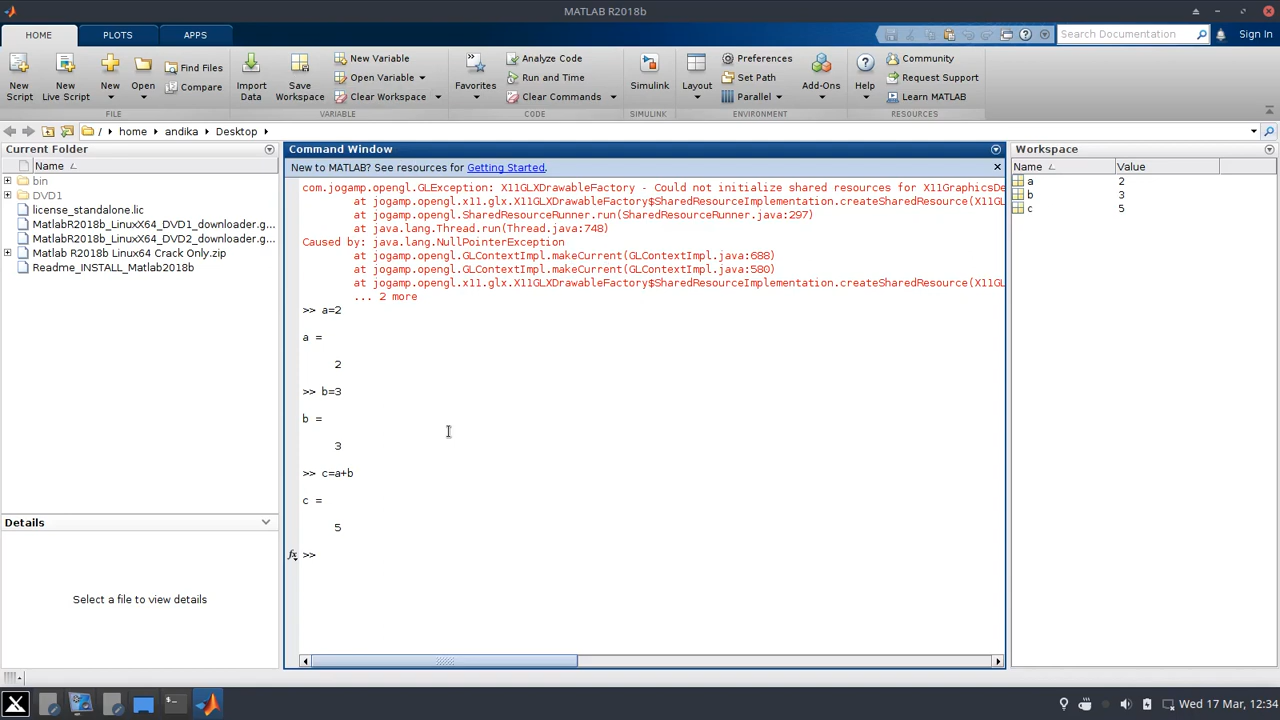 MATLAB R2018b
HOME PLOTS APPS Search Documentation Sign In
New Script
New Live Script
New
Open
Find Files
Compare
FILE
Import Data
Save Workspace
New Variable
Open Variable
Clear Workspace
VARIABLE
Favorites
Analyze Code
Run and Time
Clear Commands
CODE
Simulink
SIMULINK
Layout
Preferences
Set Path
Parallel
Add-Ons
ENVIRONMENT
Help
Community
Request Support
Learn MATLAB
RESOURCES
/ home andika Desktop
Current Folder
Name
bin
DVD1
license_standalone.lic
MatlabR2018b_LinuxX64_DVD1_downloader.g...
MatlabR2018b_LinuxX64_DVD2_downloader.g...
Matlab R2018b Linux64 Crack Only.zip
Readme_INSTALL_Matlab2018b
Details
Select a file to view details
Command Window
New to MATLAB? See resources for Getting Started.
com.jogamp.opengl.GLException: X11GLXDrawableFactory - Could not initialize shared resources for X11GraphicsDe
at jogamp.opengl.x11.glx.X11GLXDrawableFactory$SharedResourceImplementation.createSharedResource(X11GL
at jogamp.opengl.SharedResourceRunner.run(SharedResourceRunner.java:297)
at java.lang.Thread.run(Thread.java:748)
Caused by: java.lang.NullPointerException
at jogamp.opengl.GLContextImpl.makeCurrent(GLContextImpl.java:688)
at jogamp.opengl.GLContextImpl.makeCurrent(GLContextImpl.java:580)
at jogamp.opengl.x11.glx.X11GLXDrawableFactory$SharedResourceImplementation.createSharedResource(X11GL
... 2 more
>> a=2
a =
2
>> b=3
b =
3
>> c=a+b
c =
5
fx >>
Workspace
Name Value
a 2
b 3
c 5
Wed 17 Mar, 12:34